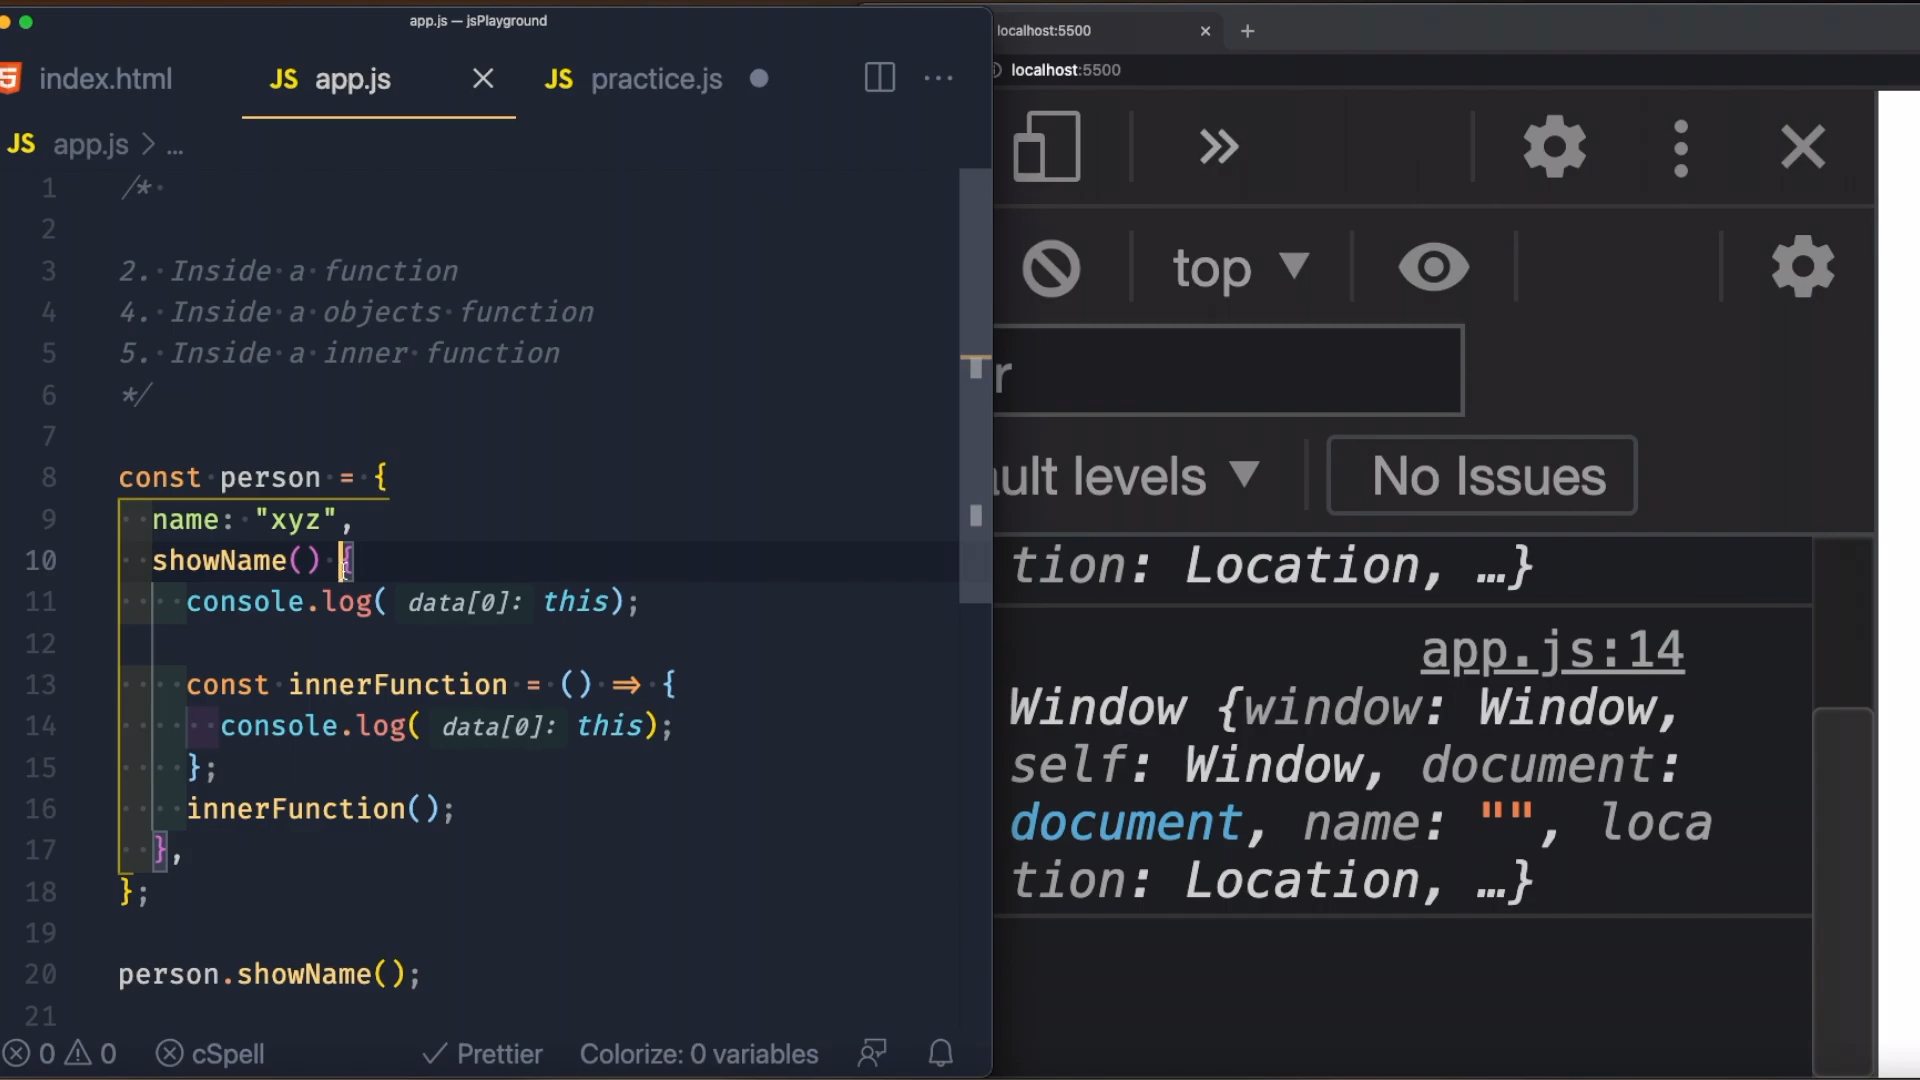 app.js — jsPlayground
index.html
JS app.js
JS practice.js
JS app.js > ...
1 /*
2
3 2. Inside a function
4 4. Inside a objects function
5 5. Inside a inner function
6 */
7
8 const person = {
9 name: "xyz",
10 showName() {
11 console.log( data[0]: this);
12
13 const innerFunction = () => {
14 console.log( data[0]: this);
15 };
16 innerFunction();
17 },
18 };
19
20 person.showName();
21
0 0 cSpell Prettier Colorize: 0 variables
localhost:5500
localhost:5500
top
r
ult levels No Issues
tion: Location, …}
app.js:14
Window {window: Window,
self: Window, document:
document, name: "", loca
tion: Location, …}